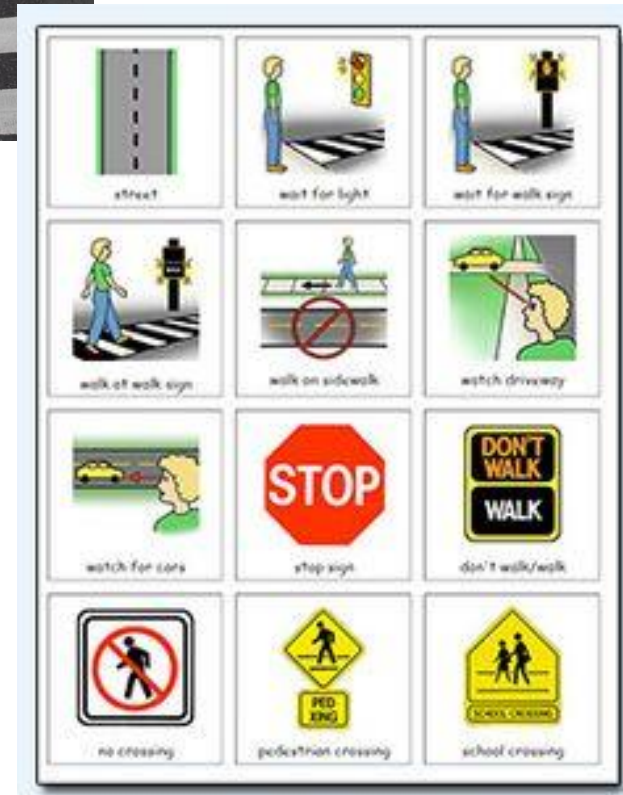 street
wait for light
wait for walk sign
walk at walk sign
walk on sidewalk
watch driveway
watch for cars
STOP
stop sign
DON'T
WALK
WALK
don't walk/walk
no crossing
PED
XING
pedestrian crossing
SCHOOL CROSSING
school crossing